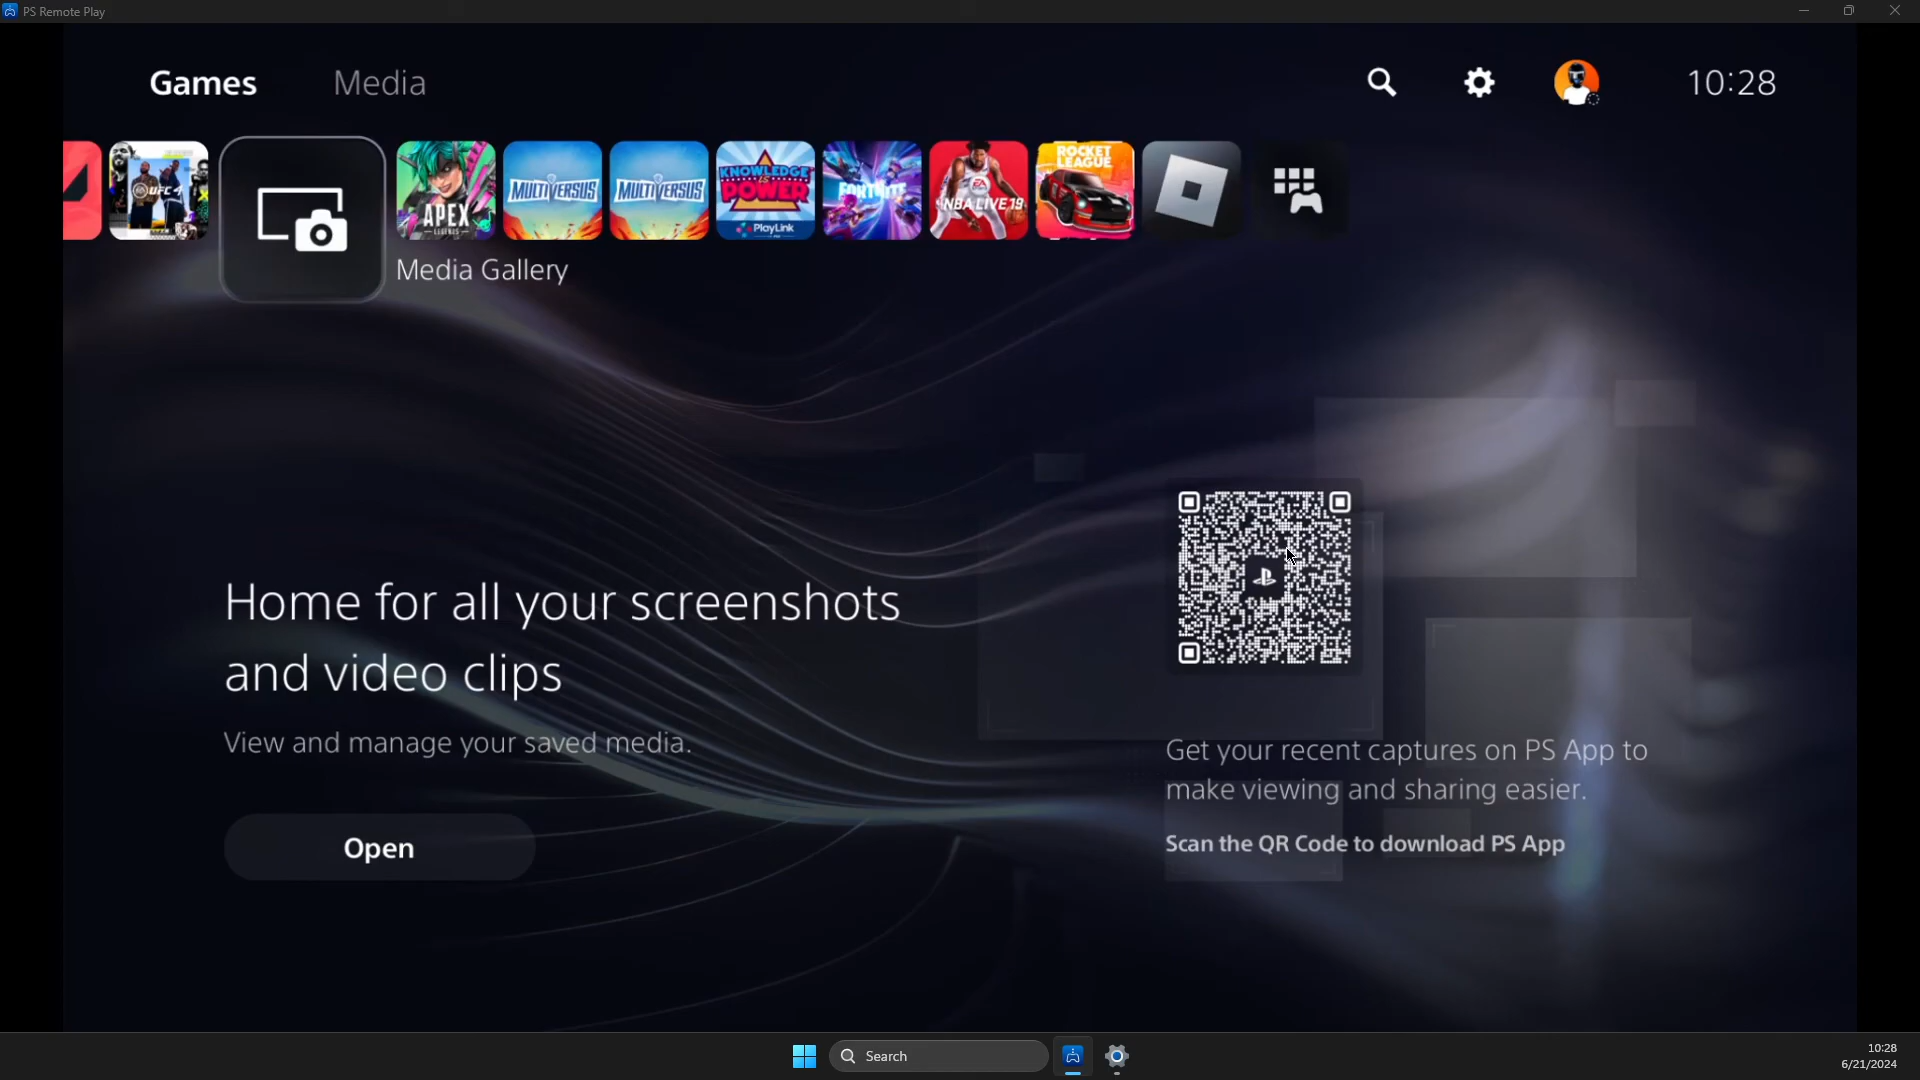 PS Remote Play
Games
Media
10:28
UFC 4
APEX
LEGENDS
MULTIVERSUS
MULTIVERSUS
KNOWLEDGE
IS
POWER
PlayLink
FORTNITE
EA
NBA LIVE 19
ROCKET
LEAGUE
Media Gallery
Home for all your screenshots
and video clips
View and manage your saved media.
Open
Get your recent captures on PS App to
make viewing and sharing easier.
Scan the QR Code to download PS App
Search
10:28
6/21/2024